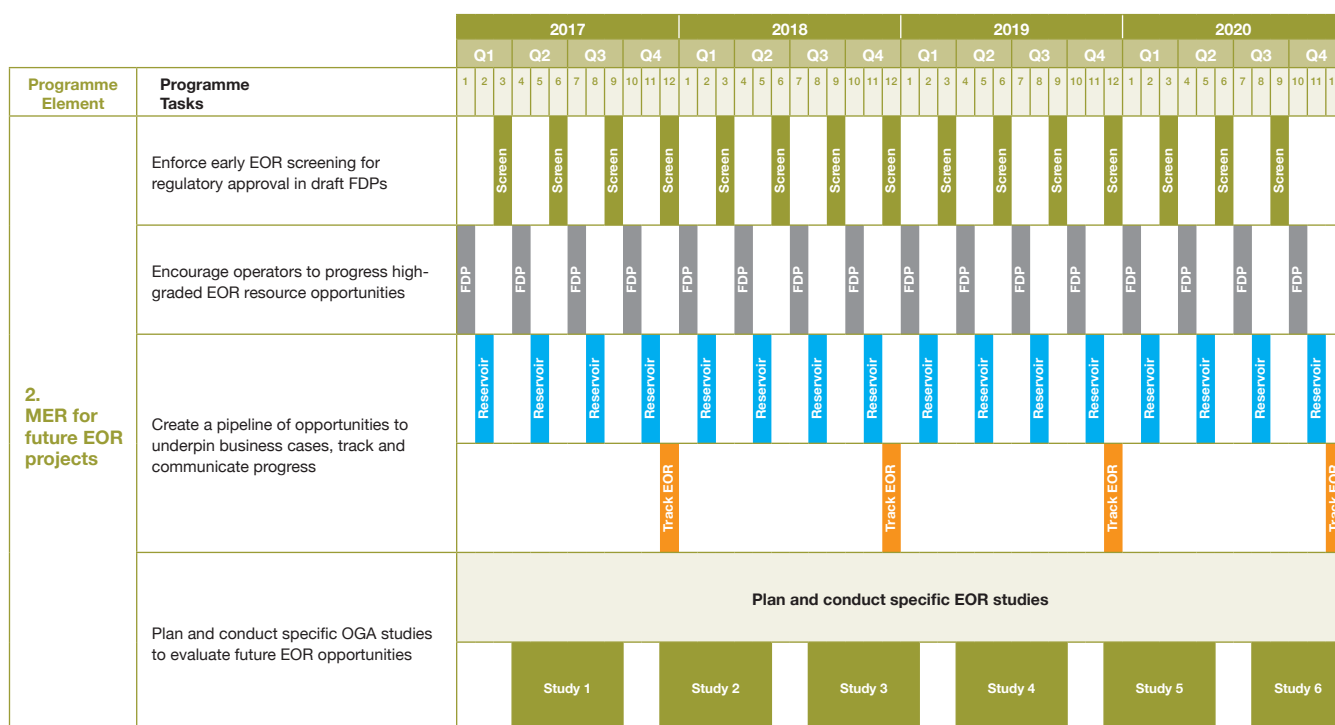 2017 2018 2019 2020
Q1 Q2 Q3 Q4 Q1 Q2 Q3 Q4 Q1 Q2 Q3 Q4 Q1 Q2 Q3 Q4
Programme
Element
Programme
Tasks
1 2 3 4 5 6 7 8 9 10 11 12 1 2 3 4 5 6 7 8 9 10 11 12 1 2 3 4 5 6 7 8 9 10 11 12 1 2 3 4 5 6 7 8 9 10 11 1
2.
MER for
future EOR
projects
Enforce early EOR screening for
regulatory approval in draft FDPs
Screen Screen Screen Screen Screen Screen Screen Screen Screen Screen Screen Screen Screen Screen Screen
Encourage operators to progress high-
graded EOR resource opportunities
FDP FDP FDP FDP FDP FDP FDP FDP FDP FDP FDP FDP FDP FDP FDP FDP
Create a pipeline of opportunities to
underpin business cases, track and
communicate progress
Reservoir Reservoir Reservoir Reservoir Reservoir Reservoir Reservoir Reservoir Reservoir Reservoir Reservoir Reservoir Reservoir Reservoir Reservoir Reservoir
Track EOR Track EOR Track EOR Track EOR
Plan and conduct specific OGA studies
to evaluate future EOR opportunities
Plan and conduct specific EOR studies
Study 1 Study 2 Study 3 Study 4 Study 5 Study 6